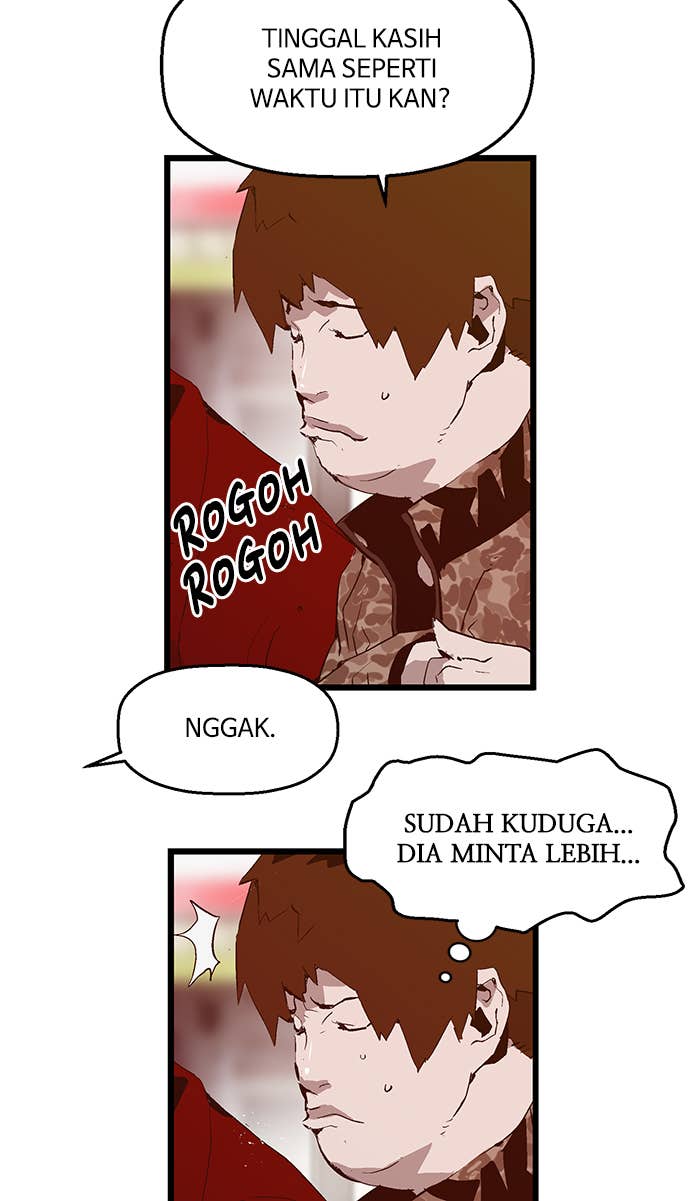 TINGGAL KASIH
SAMA SEPERTI
WAKTU ITU KAN?
ROGOH
ROGOH
NGGAK.
SUDAH KUDUGA...
DIA MINTA LEBIH...